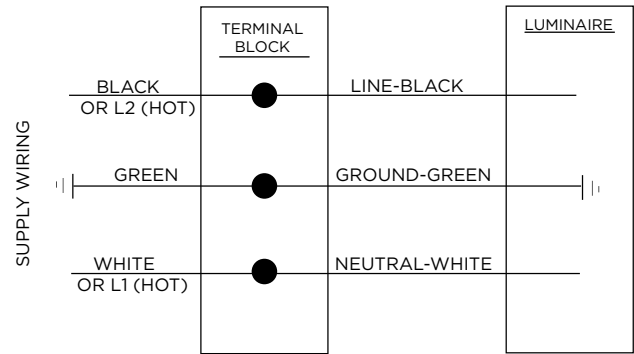 TERMINAL
BLOCK
LUMINAIRE
SUPPLY WIRING
BLACK
OR L2 (HOT)
LINE-BLACK
GREEN
GROUND-GREEN
WHITE
OR L1 (HOT)
NEUTRAL-WHITE